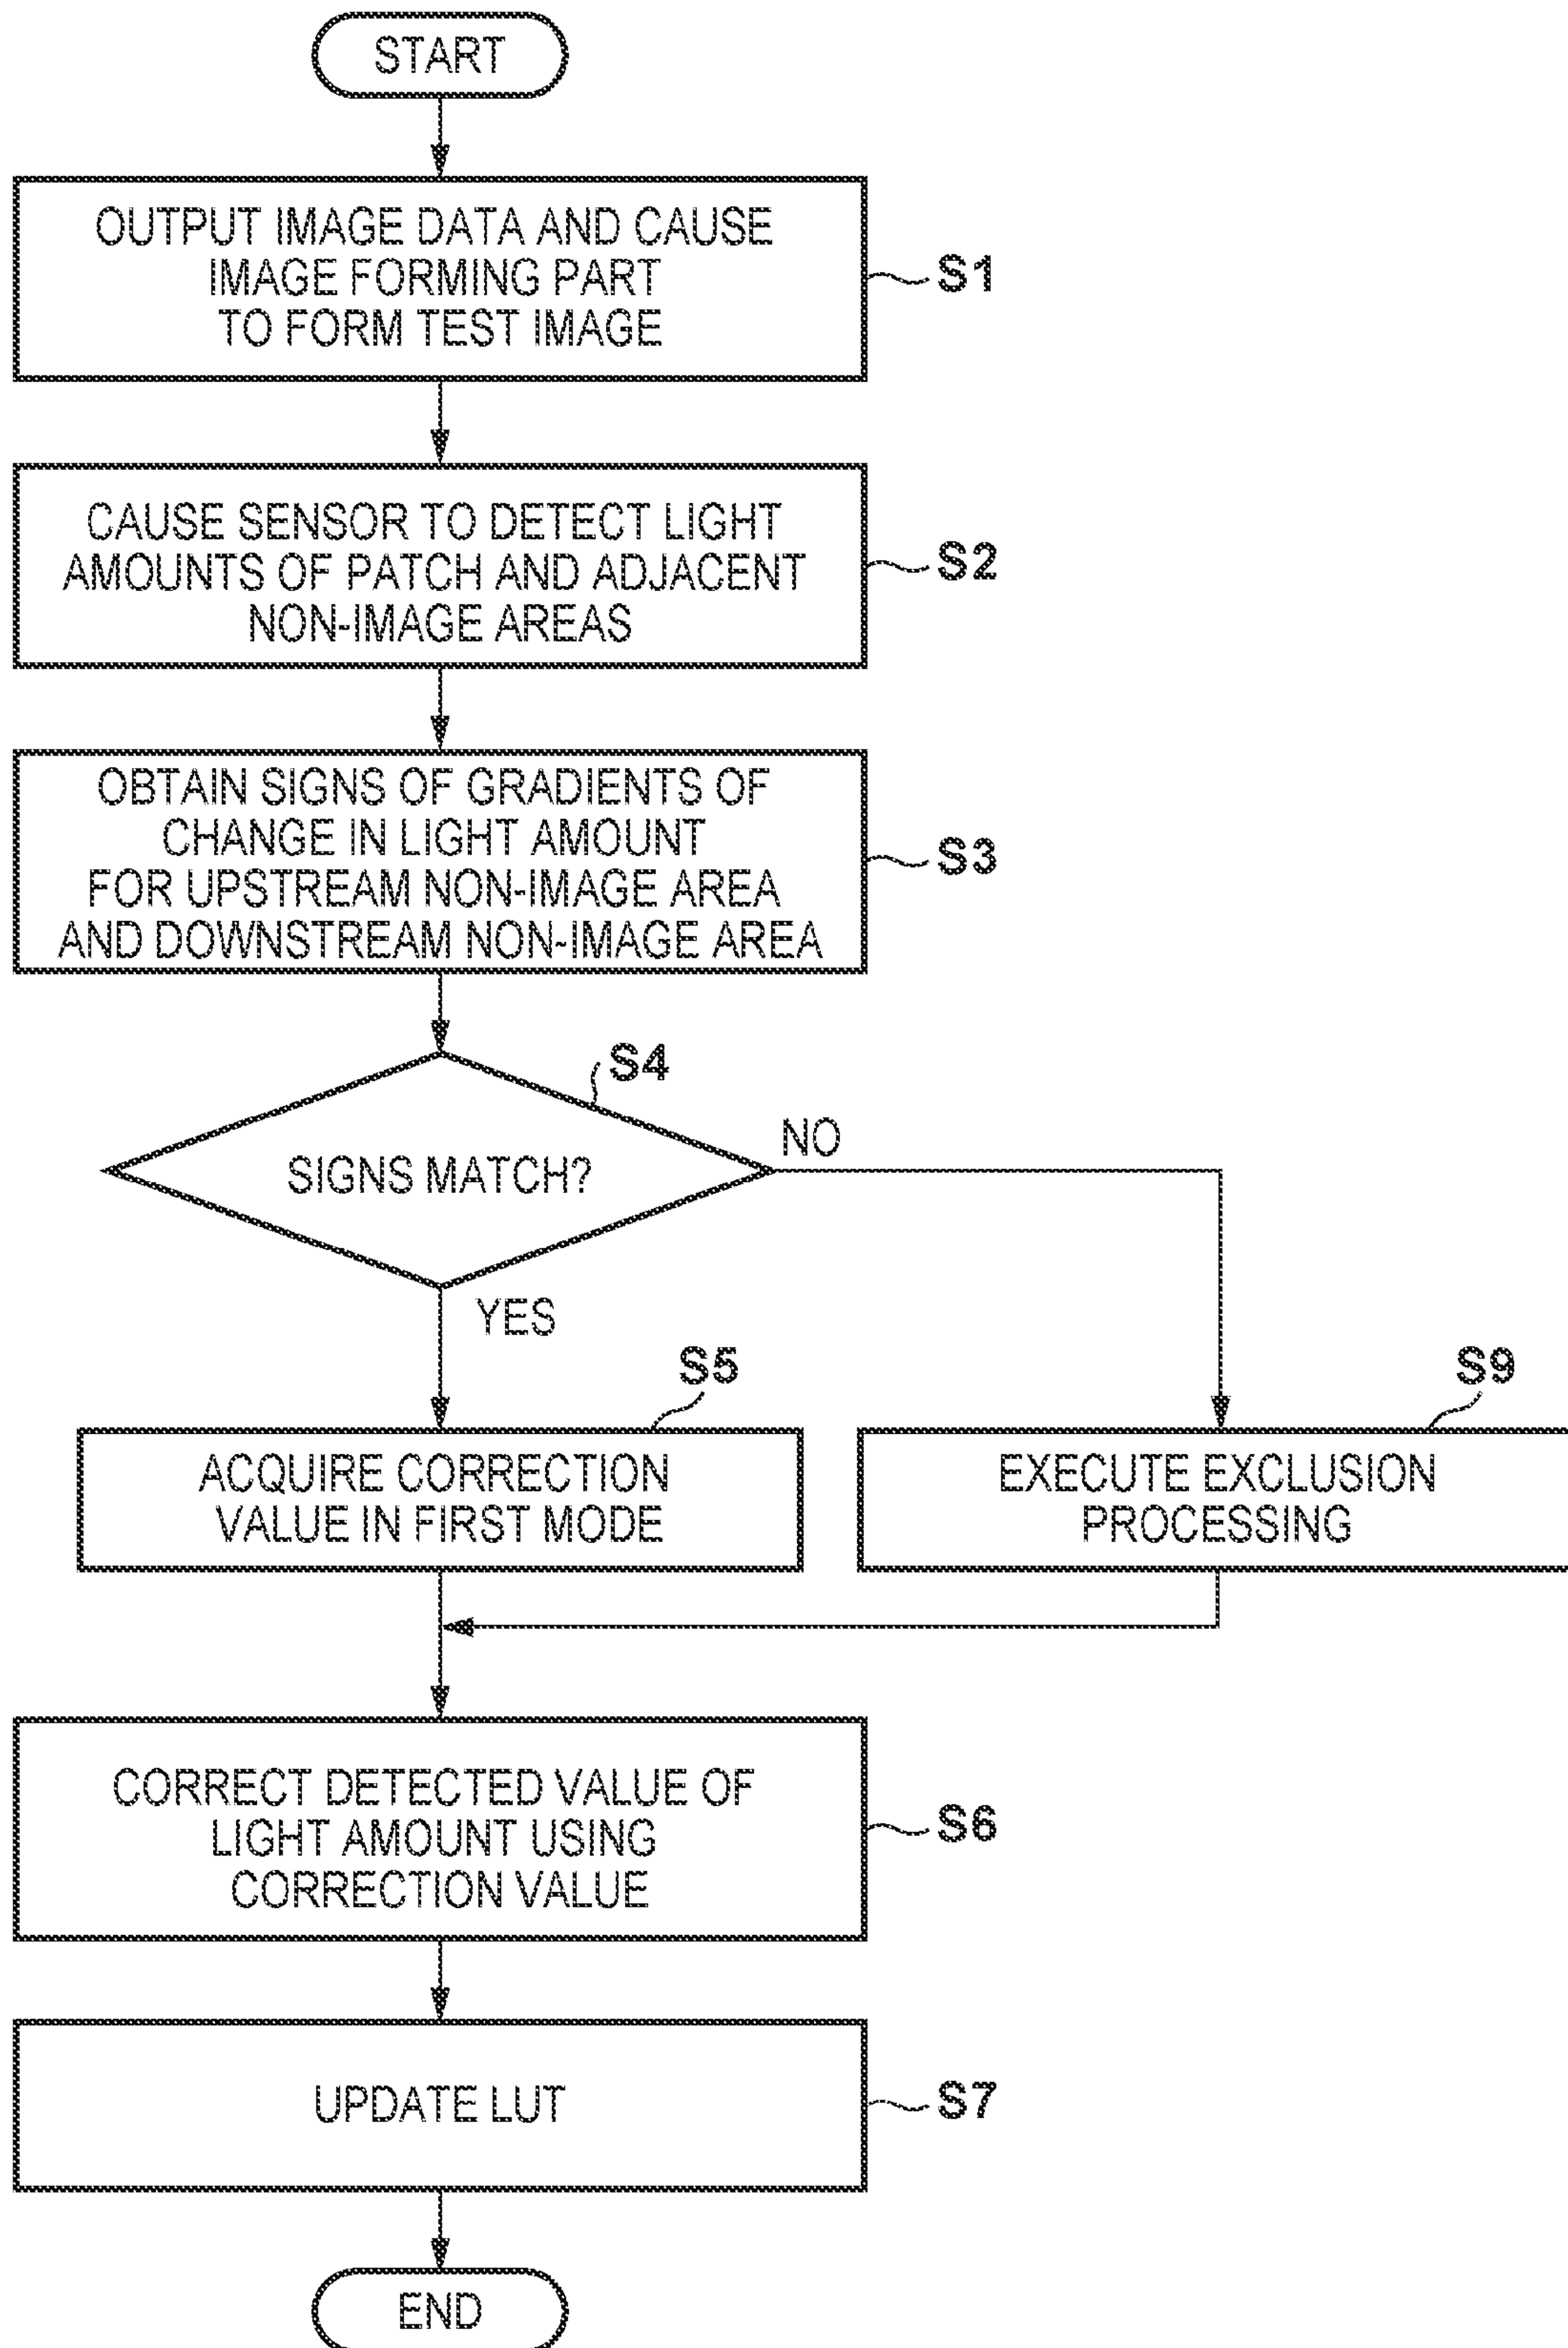 START
OUTPUT IMAGE DATA AND CAUSE
IMAGE FORMING PART
TO FORM TEST IMAGE
S1
CAUSE SENSOR TO DETECT LIGHT
AMOUNTS OF PATCH AND ADJACENT
NON-IMAGE AREAS
S2
OBTAIN SIGNS OF GRADIENTS OF
CHANGE IN LIGHT AMOUNT
FOR UPSTREAM NON-IMAGE AREA
AND DOWNSTREAM NON-IMAGE AREA
S3
S4
SIGNS MATCH?
NO
YES
S5
ACQUIRE CORRECTION
VALUE IN FIRST MODE
S9
EXECUTE EXCLUSION
PROCESSING
CORRECT DETECTED VALUE OF
LIGHT AMOUNT USING
CORRECTION VALUE
S6
UPDATE LUT
S7
END